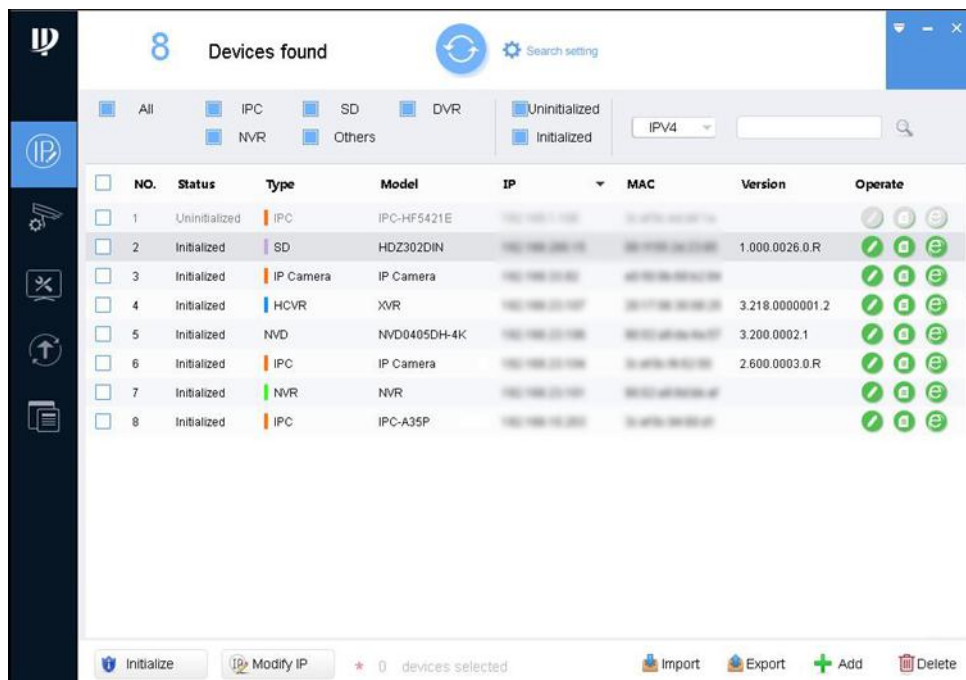 8 Devices found Search setting
All IPC SD DVR Uninitialized
NVR Others Initialized IPV4
NO. Status Type Model IP MAC Version Operate
1 Uninitialized IPC IPC-HF5421E
2 Initialized SD HDZ302DIN 1.000.0026.0.R
3 Initialized IP Camera IP Camera
4 Initialized HCVR XVR 3.218.0000001.2
5 Initialized NVD NVD0405DH-4K 3.200.0002.1
6 Initialized IPC IP Camera 2.600.0003.0.R
7 Initialized NVR NVR
8 Initialized IPC IPC-A35P
Initialize Modify IP * 0 devices selected Import Export Add Delete